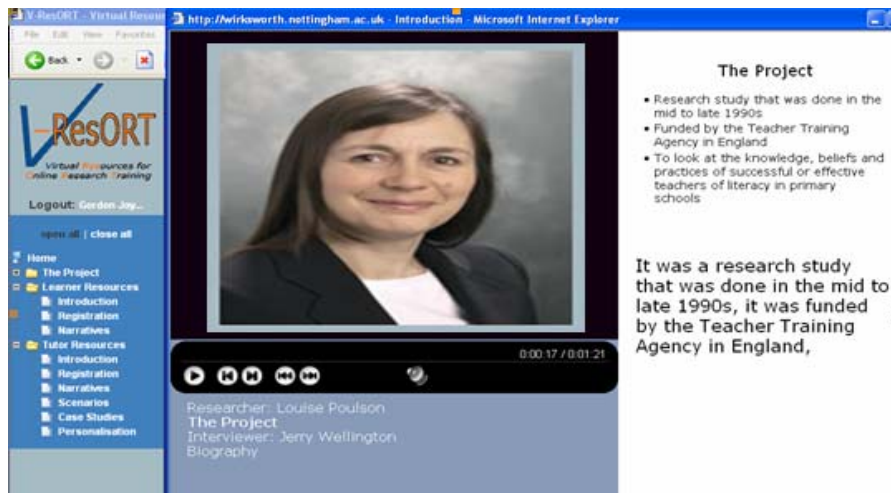 V-ResORT - Virtual Resour
http://wirksworth.nottingham.ac.uk - Introduction - Microsoft Internet Explorer
File Edit View Favorites
Back
V-ResORT
Virtual Resources for
Online Research Training
Logout: Gordon Joy...
open all | close all
Home
The Project
Learner Resources
Introduction
Registration
Narratives
Tutor Resources
Introduction
Registration
Narratives
Scenarios
Case Studies
Personalisation
0:00:17 / 0:01:21
Researcher: Louise Poulson
The Project
Interviewer: Jerry Wellington
Biography
The Project
• Research study that was done in the
mid to late 1990s
• Funded by the Teacher Training
Agency in England
• To look at the knowledge, beliefs and
practices of successful or effective
teachers of literacy in primary
schools
It was a research study
that was done in the mid to
late 1990s, it was funded
by the Teacher Training
Agency in England,